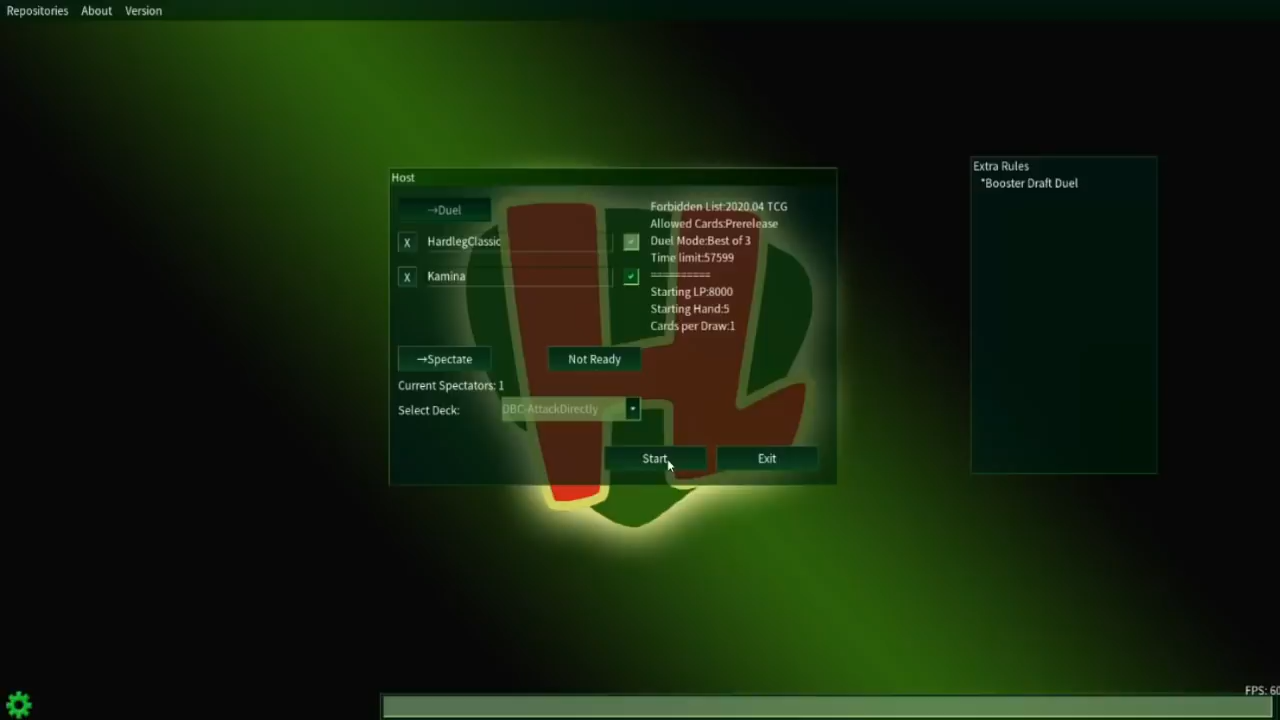 Repositories About Version
Host
→Duel
X HardlegClassic
X Kamina
Forbidden List:2020.04 TCG
Allowed Cards:Prerelease
Duel Mode:Best of 3
Time limit:57599
==========
Starting LP:8000
Starting Hand:5
Cards per Draw:1
→Spectate
Not Ready
Current Spectators: 1
Select Deck: DBC-AttackDirectly
Start
Exit
Extra Rules
*Booster Draft Duel
FPS: 60